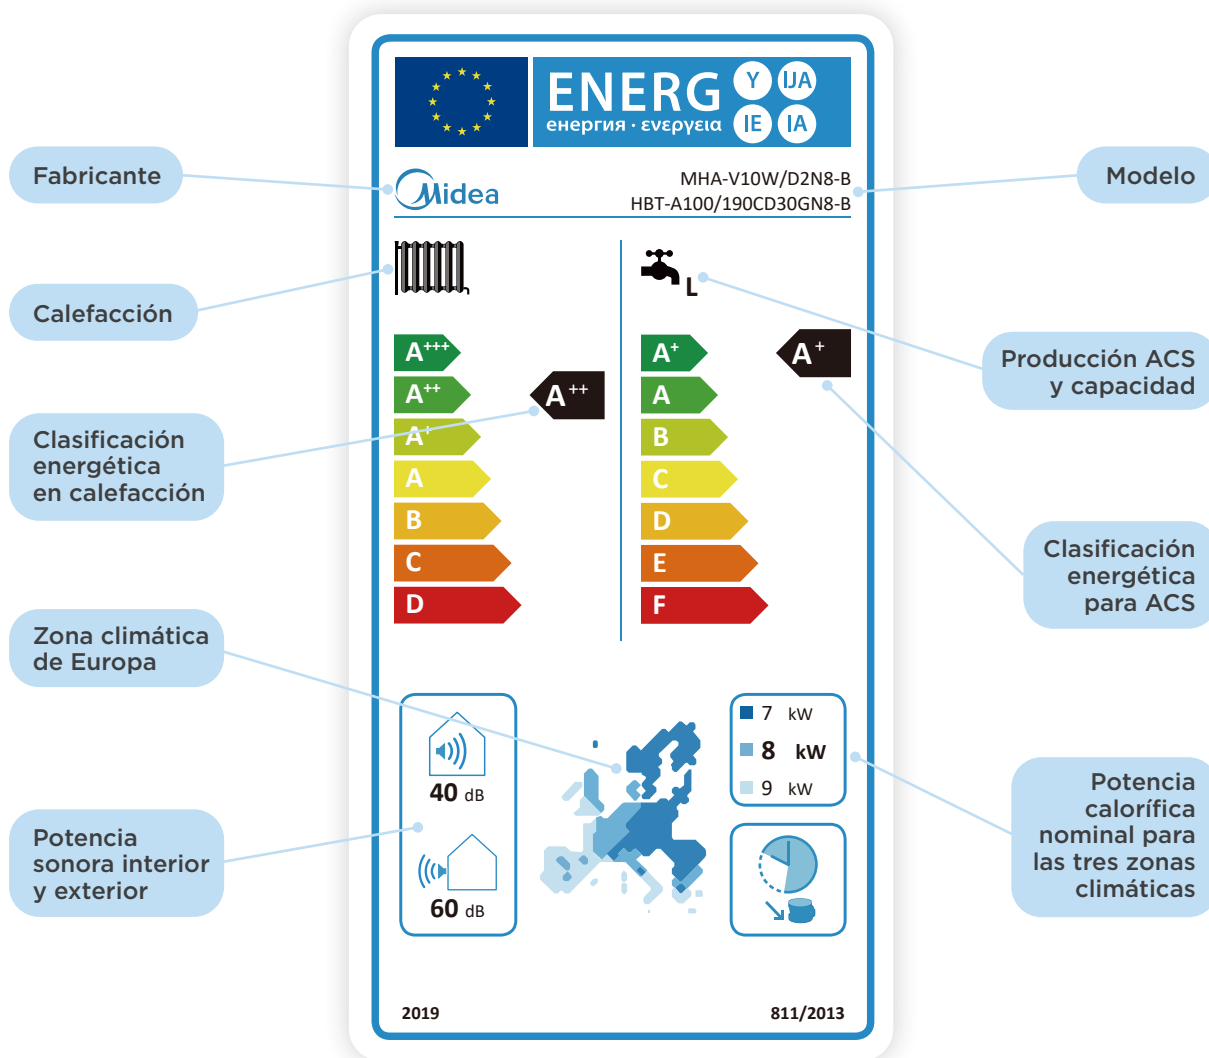 ENERG
енергия · ενεργεια
Y
IJA
IE
IA
Fabricante
Midea
MHA-V10W/D2N8-B
HBT-A100/190CD30GN8-B
Modelo
Calefacción
L
Producción ACS
y capacidad
A+++
A++
A+
A
B
C
D
A++
A+
A
B
C
D
E
F
A+
Clasificación
energética
en calefacción
Clasificación
energética
para ACS
Zona climática
de Europa
Potencia
sonora interior
y exterior
40 dB
60 dB
7 kW
8 kW
9 kW
Potencia
calorífica
nominal para
las tres zonas
climáticas
2019
811/2013